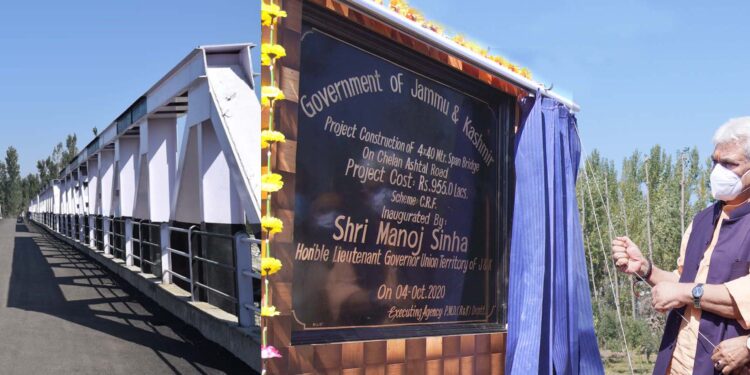 Government of Jammu & Kashmir
Project Construction of 4x40 Mtr. Span Bridge
On Chelan Ashtal Road
Project Cost: Rs.955.0 Lacs.
Scheme: C.R.F.
Inaugurated By:
Shri Manoj Sinha
Hon'ble Lieutenant Governor Union Territory of J&K
On 04-Oct.2020
Executing Agency P.W.D (R&B) Deptt.